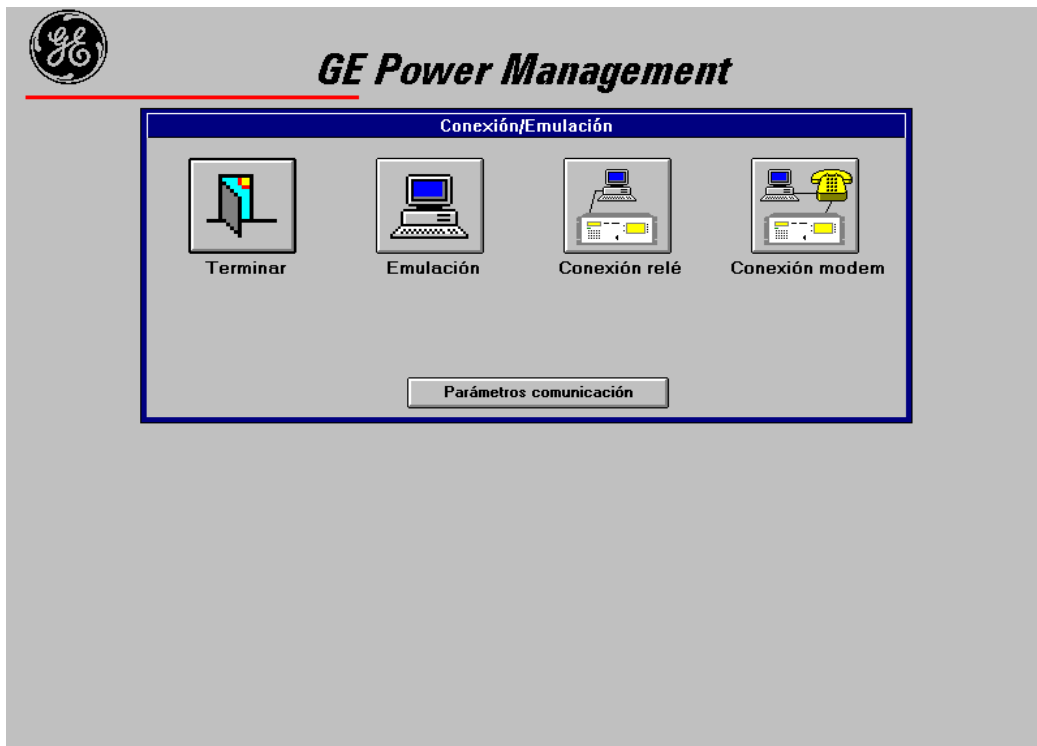 GE
GE Power Management
Conexión/Emulación
Terminar
Emulación
Conexión relé
Conexión modem
Parámetros comunicación